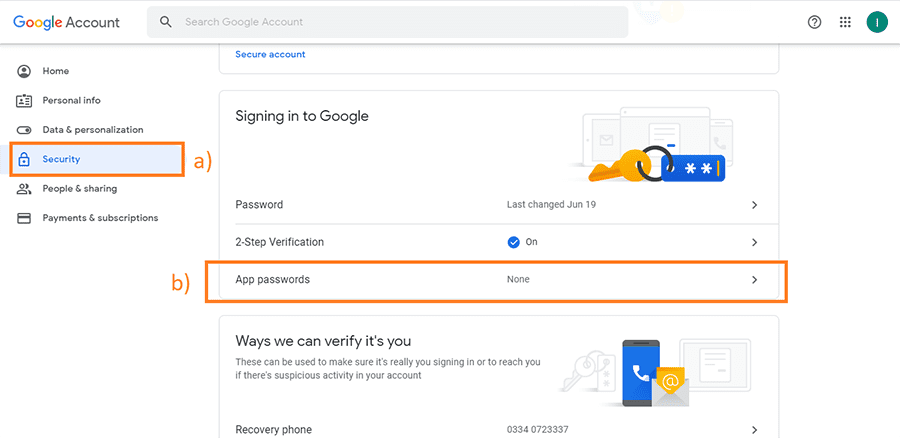 Google Account
Search Google Account
I
Secure account
Home
Personal info
Data & personalization
Security
a)
People & sharing
Payments & subscriptions
Signing in to Google
**
Password
Last changed Jun 19
2-Step Verification
On
b)
App passwords
None
Ways we can verify it's you
These can be used to make sure it's really you signing in or to reach you
if there's suspicious activity in your account
@
Recovery phone
0334 0723337